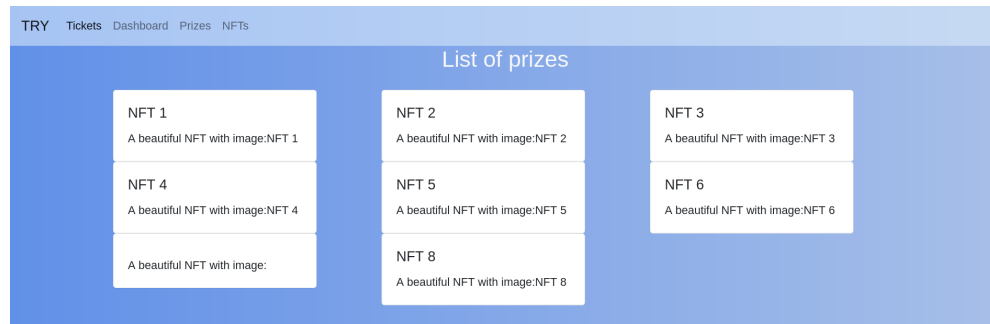 TRY Tickets Dashboard Prizes NFTs
List of prizes
NFT 1
A beautiful NFT with image:NFT 1
NFT 2
A beautiful NFT with image:NFT 2
NFT 3
A beautiful NFT with image:NFT 3
NFT 4
A beautiful NFT with image:NFT 4
NFT 5
A beautiful NFT with image:NFT 5
NFT 6
A beautiful NFT with image:NFT 6
A beautiful NFT with image:
NFT 8
A beautiful NFT with image:NFT 8